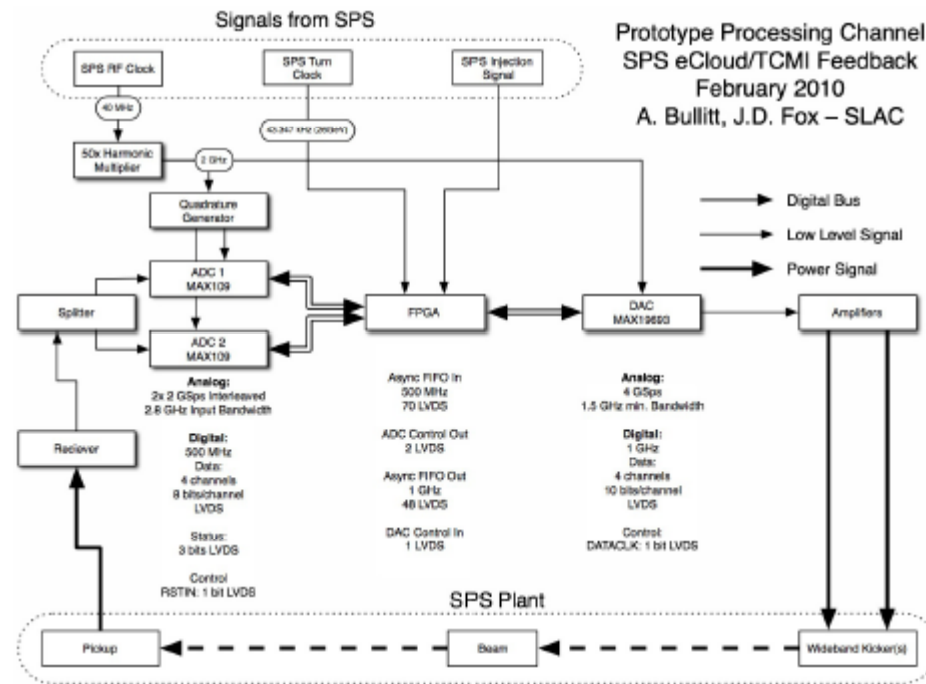 Signals from SPS
Prototype Processing Channel
SPS eCloud/TCMI Feedback
February 2010
A. Bullitt, J.D. Fox – SLAC
SPS RF Clock
SPS Turn
Clock
SPS Injection
Signal
40 MHz
50x Harmonic
Multiplier
2 GHz
Quadrature
Generator
Digital Bus
Low Level Signal
Power Signal
ADC 1
MAX109
Splitter
ADC 2
MAX109
FPGA
DAC
MAX19693
Amplifiers
Analog:
2x 2 GSps Interleaved
2.8 GHz Input Bandwidth
Digital:
500 MHz
Data:
4 channels
8 bits/channel
LVDS
Status:
3 bits LVDS
Control
RSTIN: 1 bit LVDS
Async FIFO In
500 MHz
70 LVDS
ADC Control Out
2 LVDS
Async FIFO Out
1 GHz
48 LVDS
DAC Control In
1 LVDS
Analog:
4 GSps
1.5 GHz min. Bandwidth
Digital:
1 GHz
Data:
4 channels
10 bits/channel
LVDS
Control:
DATACLK: 1 bit LVDS
Reciever
SPS Plant
Pickup
Beam
Wideband Kicker(s)